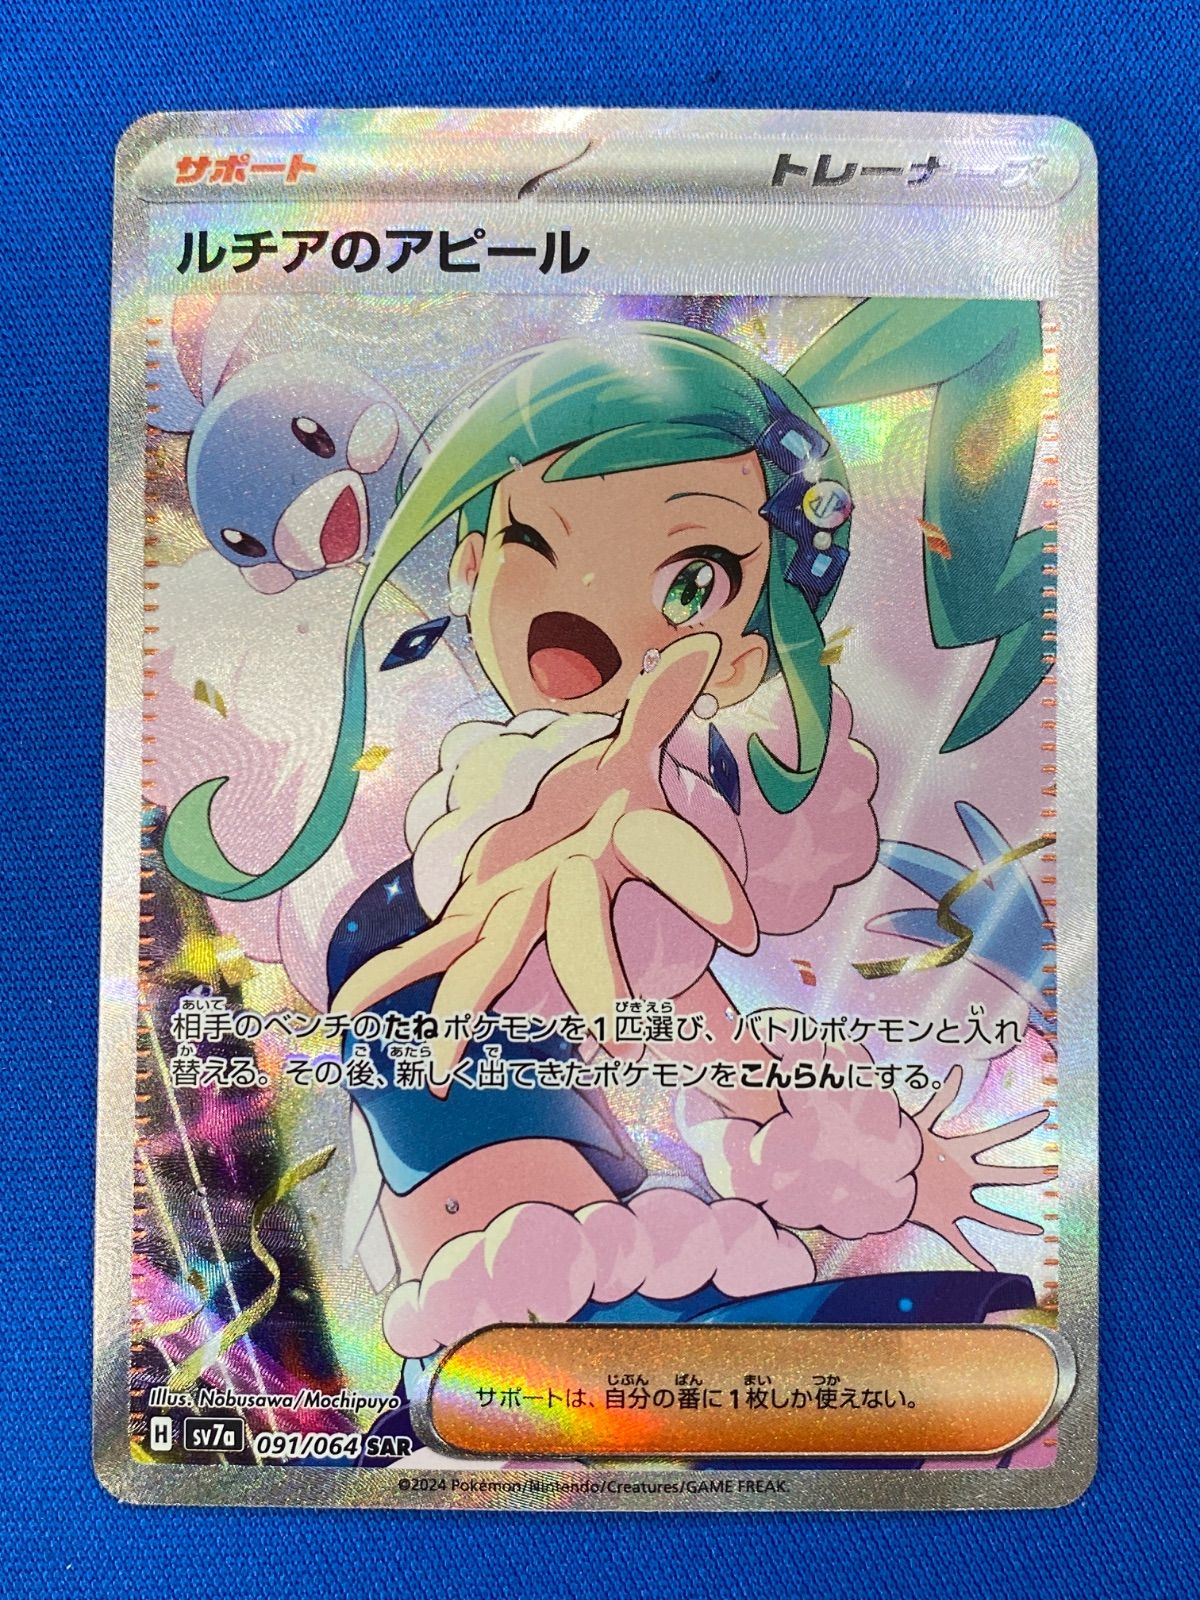 サポート
トレーナーズ
ルチアのアピール
相手のベンチのたねポケモンを1匹選び、バトルポケモンと入れ
替える。その後、新しく出てきたポケモンをこんらんにする。
サポートは、自分の番に1枚しか使えない。
Illus. Nobusawa/Mochipuyo
H sv7a 091/064 SAR
©2024 Pokémon/Nintendo/Creatures/GAME FREAK.